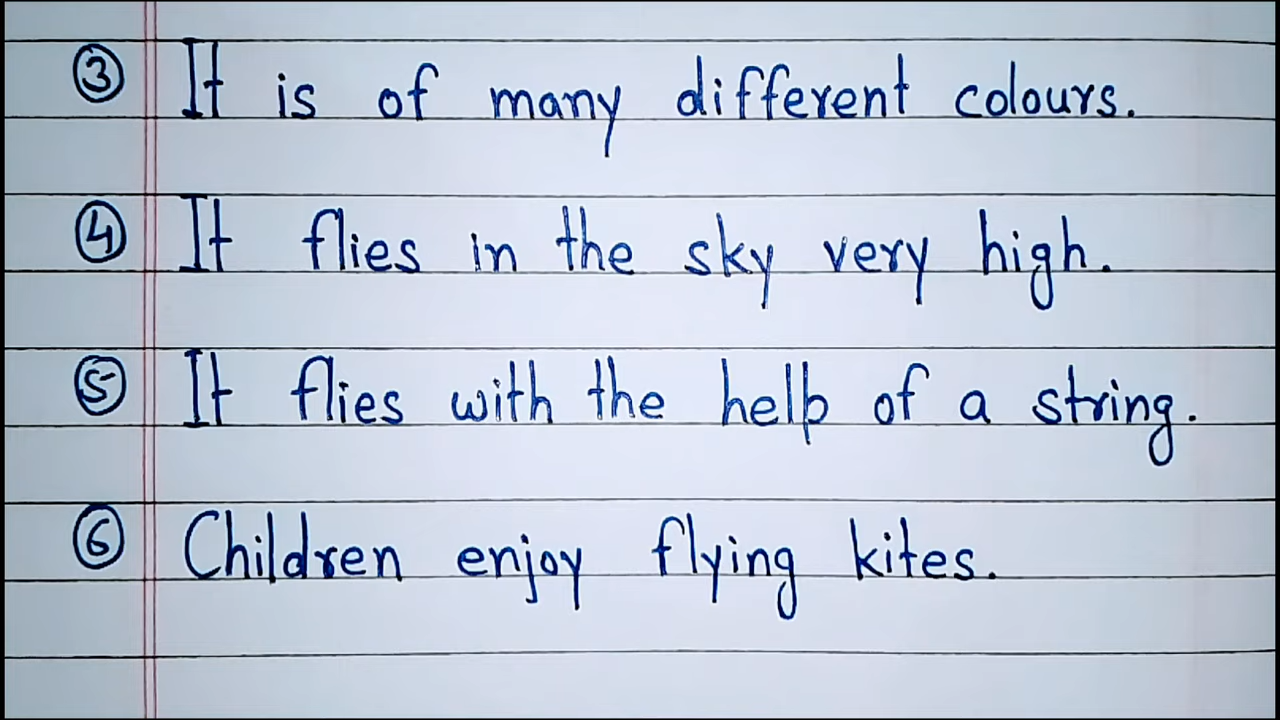 ③ It is of many different colours.
④ It flies in the sky very high.
⑤ It flies with the help of a string.
⑥ Children enjoy flying kites.